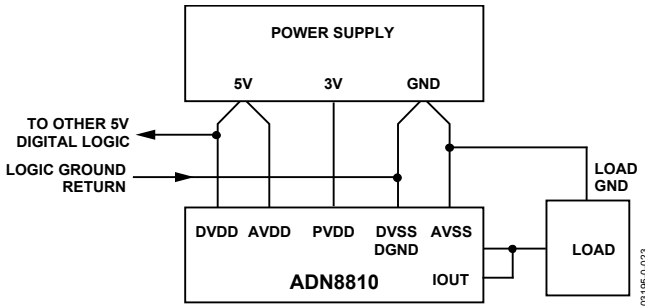 POWER SUPPLY
5V 3V GND
TO OTHER 5V
DIGITAL LOGIC
LOGIC GROUND
RETURN
LOAD
GND
DVDD AVDD PVDD DVSS AVSS
DGND
LOAD
ADN8810 IOUT
03195-0-023